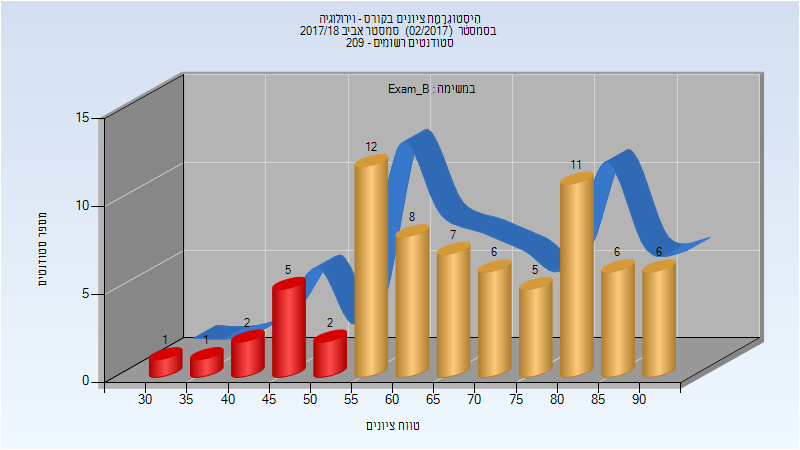 היסטוגרמת ציונים בקורס - וירולוגיה
בסמסטר (02/2017) סמסטר אביב 2017/18
סטודנטים רשומים - 209
במשימה : Exam_B
מספר סטודנטים
15
10
5
0
1
1
2
5
2
12
8
7
6
5
11
6
6
30 35 40 45 50 55 60 65 70 75 80 85 90
טווח ציונים